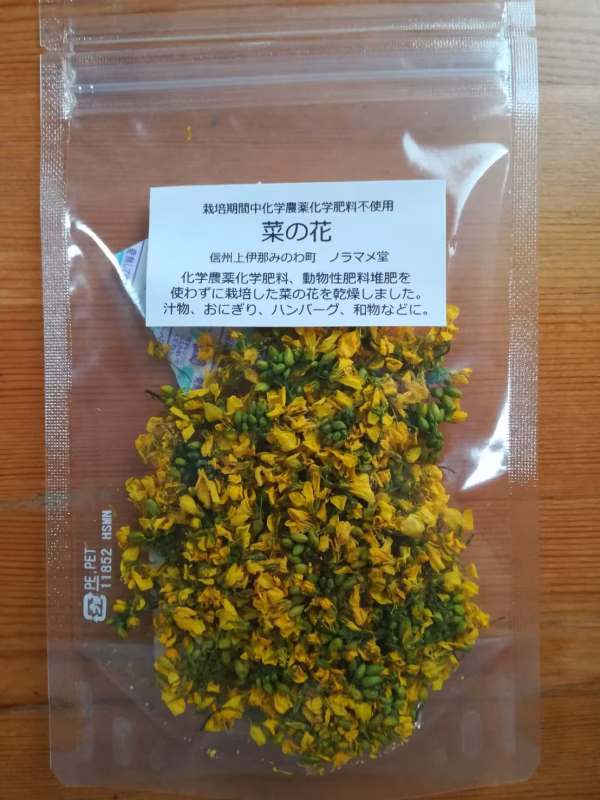 栽培期間中化学農薬化学肥料不使用
菜の花
信州上伊那みのわ町　ノラマメ堂
化学農薬化学肥料、動物性肥料堆肥を
使わずに栽培した菜の花を乾燥しました。
汁物、おにぎり、ハンバーグ、和物などに。
PE,PET
11852 HSMN